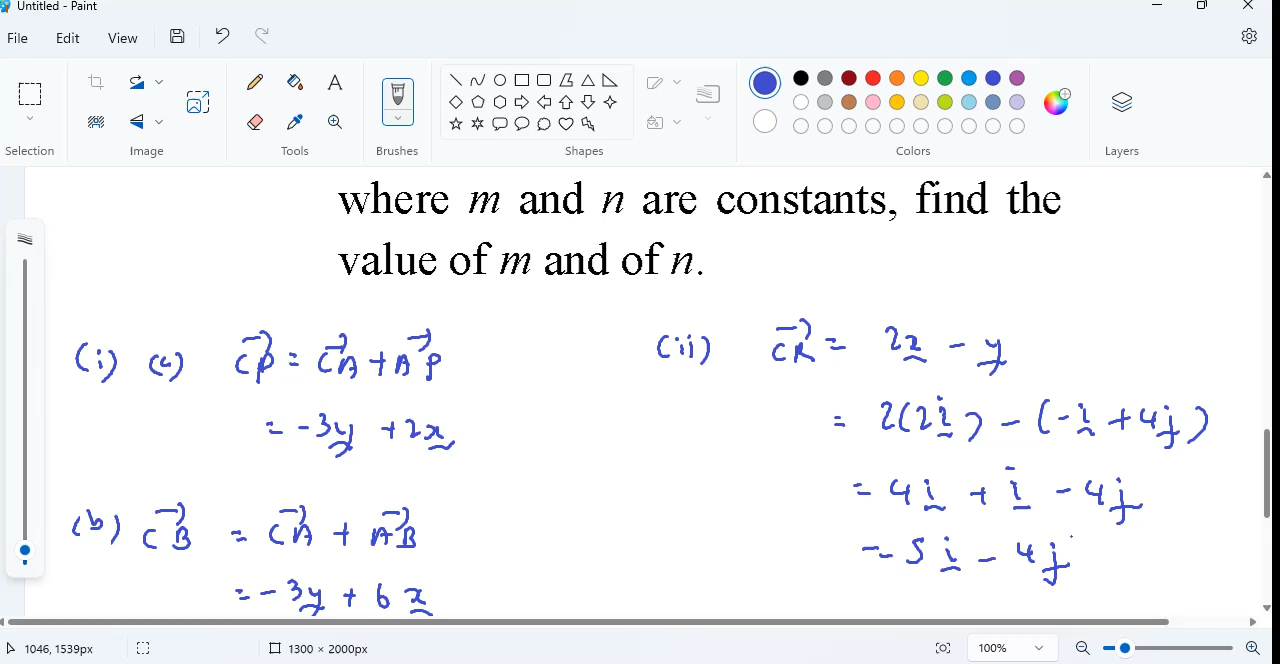 Untitled - Paint
File Edit View
Selection Image Tools Brushes Shapes Colors Layers
where m and n are constants, find the
value of m and of n.
(i) (a) CP = CA + AP
= -3y + 2x
(b) CB = CA + AB
= -3y + 6x
(ii) CR = 2x - y
= 2(2i) - (-i + 4j)
= 4i + i - 4j
= 5i - 4j
1046, 1539px 1300 × 2000px 100%